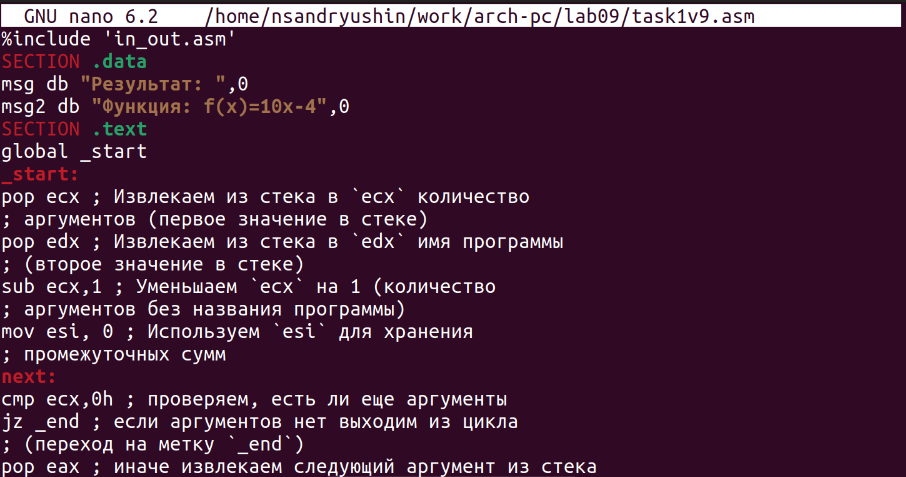 GNU nano 6.2    /home/nsandryushin/work/arch-pc/lab09/task1v9.asm
%include 'in_out.asm'
SECTION .data
msg db "Результат: ",0
msg2 db "Функция: f(x)=10x-4",0
SECTION .text
global _start
_start:
pop ecx ; Извлекаем из стека в `ecx` количество
; аргументов (первое значение в стеке)
pop edx ; Извлекаем из стека в `edx` имя программы
; (второе значение в стеке)
sub ecx,1 ; Уменьшаем `ecx` на 1 (количество
; аргументов без названия программы)
mov esi, 0 ; Используем `esi` для хранения
; промежуточных сумм
next:
cmp ecx,0h ; проверяем, есть ли еще аргументы
jz _end ; если аргументов нет выходим из цикла
; (переход на метку `_end`)
pop eax ; иначе извлекаем следующий аргумент из стека